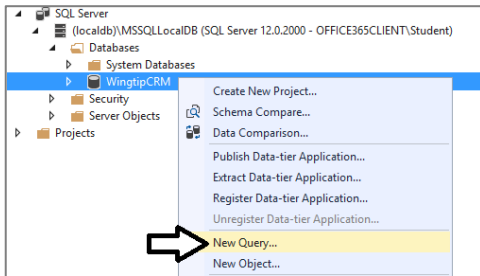 SQL Server
(localdb)\MSSQLLocalDB (SQL Server 12.0.2000 - OFFICE365CLIENT\Student)
Databases
System Databases
WingtipCRM
Security
Server Objects
Projects
Create New Project...
Schema Compare...
Data Comparison...
Publish Data-tier Application...
Extract Data-tier Application...
Register Data-tier Application...
Unregister Data-tier Application...
New Query...
New Object...